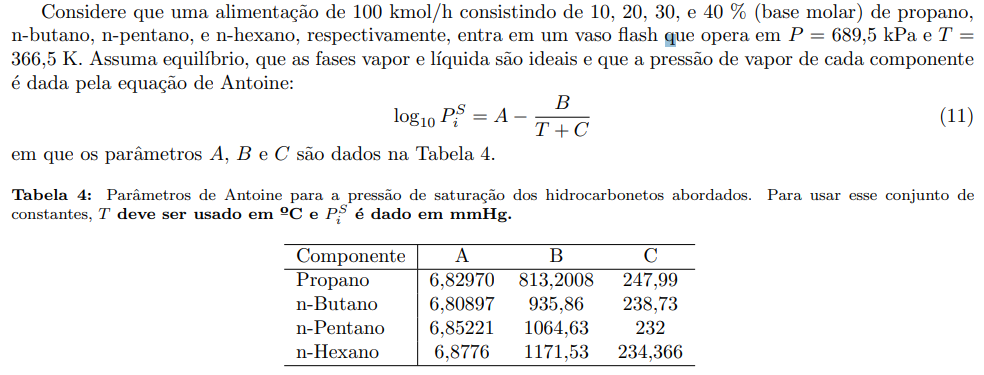 Considere que uma alimentação de 100 kmol/h consistindo de 10, 20, 30, e 40 % (base molar) de propano,
n-butano, n-pentano, e n-hexano, respectivamente, entra em um vaso flash que opera em P = 689,5 kPa e T =
366,5 K. Assuma equilíbrio, que as fases vapor e líquida são ideais e que a pressão de vapor de cada componente
é dada pela equação de Antoine:
log₁₀ Pᵢˢ = A − B / (T + C) (11)
em que os parâmetros A, B e C são dados na Tabela 4.
Tabela 4: Parâmetros de Antoine para a pressão de saturação dos hidrocarbonetos abordados. Para usar esse conjunto de
constantes, T deve ser usado em ºC e Pᵢˢ é dado em mmHg.
Componente A B C
Propano 6,82970 813,2008 247,99
n-Butano 6,80897 935,86 238,73
n-Pentano 6,85221 1064,63 232
n-Hexano 6,8776 1171,53 234,366